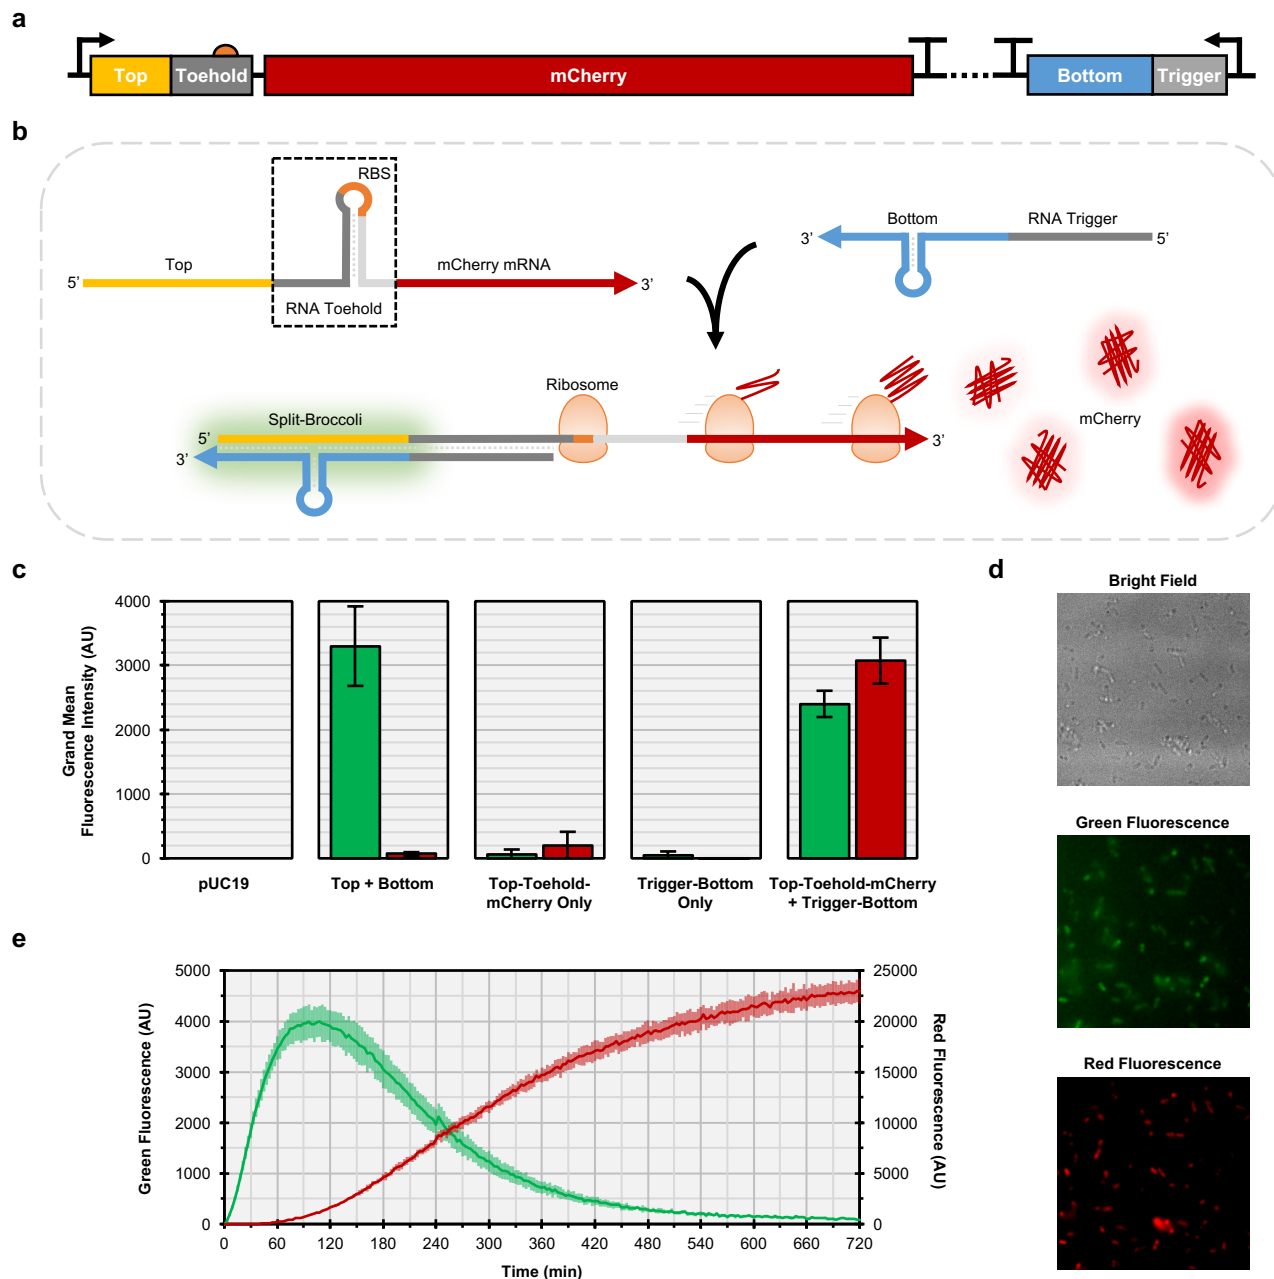 a
Top
Toehold
mCherry
Bottom
Trigger
b
RBS
5’
Top
mCherry mRNA
3’
RNA Toehold
Bottom
RNA Trigger
3’
5’
Ribosome
Split-Broccoli
5’
3’
3’
mCherry
c
Grand Mean
Fluorescence Intensity (AU)
4000
3000
2000
1000
0
pUC19
Top + Bottom
Top-Toehold-
mCherry Only
Trigger-Bottom
Only
Top-Toehold-mCherry
+ Trigger-Bottom
d
Bright Field
Green Fluorescence
Red Fluorescence
e
Green Fluorescence (AU)
5000
4000
3000
2000
1000
0
25000
20000
15000
10000
5000
0
Red Fluorescence (AU)
0 60 120 180 240 300 360 420 480 540 600 660 720
Time (min)